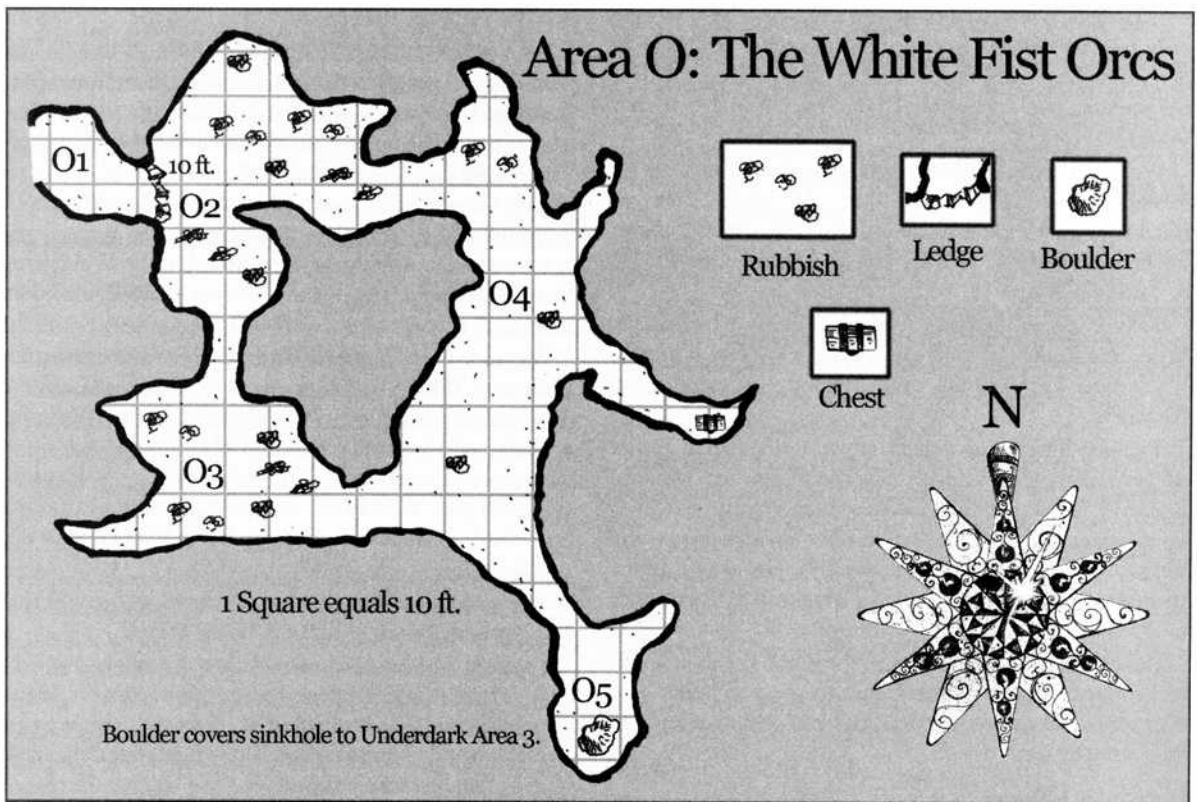 Area O: The White Fist Orcs
O1
10 ft.
O2
Rubbish
Ledge
Boulder
O4
Chest
N
O3
1 Square equals 10 ft.
O5
Boulder covers sinkhole to Underdark Area 3.